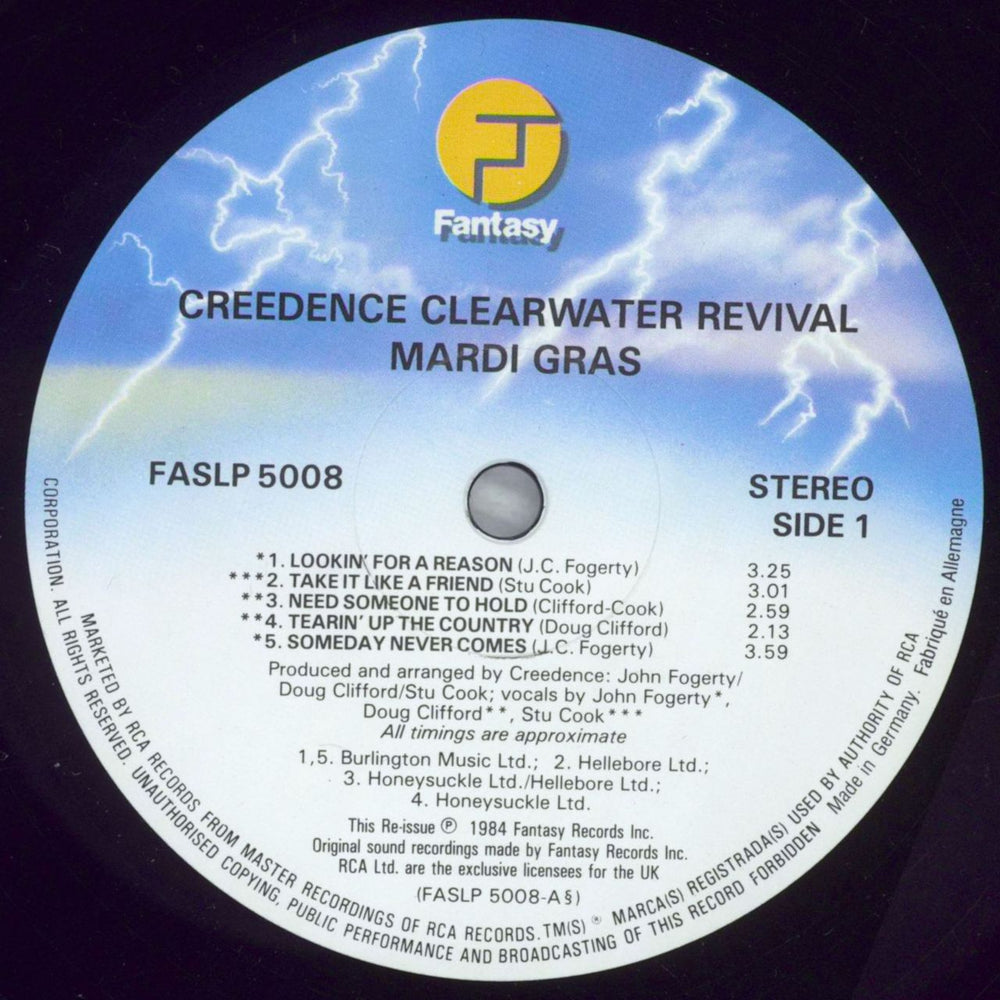 Fantasy
CREEDENCE CLEARWATER REVIVAL
MARDI GRAS
FASLP 5008
STEREO
SIDE 1
*1. LOOKIN' FOR A REASON (J.C. Fogerty) 3.25
***2. TAKE IT LIKE A FRIEND (Stu Cook) 3.01
**3. NEED SOMEONE TO HOLD (Clifford-Cook) 2.59
**4. TEARIN' UP THE COUNTRY (Doug Clifford) 2.13
*5. SOMEDAY NEVER COMES (J.C. Fogerty) 3.59
Produced and arranged by Creedence: John Fogerty/
Doug Clifford/Stu Cook; vocals by John Fogerty*,
Doug Clifford**, Stu Cook***
All timings are approximate
1,5. Burlington Music Ltd.; 2. Hellebore Ltd.;
3. Honeysuckle Ltd./Hellebore Ltd.;
4. Honeysuckle Ltd.
This Re-issue ℗ 1984 Fantasy Records Inc.
Original sound recordings made by Fantasy Records Inc.
RCA Ltd. are the exclusive licensees for the UK
(FASLP 5008-A§)
MARKETED BY RCA RECORDS FROM MASTER RECORDINGS OF RCA RECORDS. TM(S) ® MARCA(S) REGISTRADA(S) USED BY AUTHORITY OF RCA
CORPORATION. ALL RIGHTS RESERVED. UNAUTHORISED COPYING, PUBLIC PERFORMANCE AND BROADCASTING OF THIS RECORD FORBIDDEN Made in Germany. Fabriqué en Allemagne